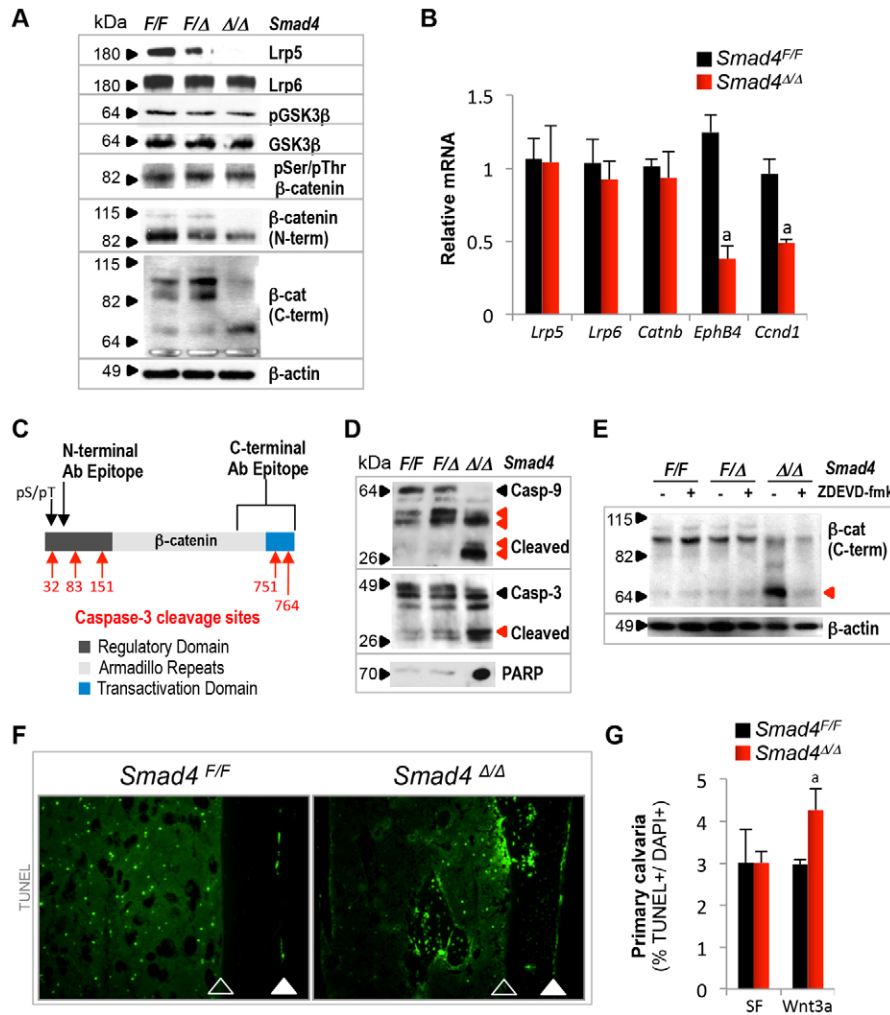 A
kDa F/F F/Δ Δ/Δ Smad4
180 Lrp5
180 Lrp6
64 pGSK3β
64 GSK3β
82 pSer/pThr
β-catenin
115 β-catenin
82 (N-term)
115
82 β-cat
(C-term)
64
49 β-actin
B
Smad4F/F
Smad4Δ/Δ
Relative mRNA
1.5
1
0.5
0
a
a
Lrp5 Lrp6 Catnb EphB4 Ccnd1
C
N-terminal
Ab Epitope
C-terminal
Ab Epitope
pS/pT
β-catenin
32 83 151 751 764
Caspase-3 cleavage sites
Regulatory Domain
Armadillo Repeats
Transactivation Domain
D
kDa F/F F/Δ Δ/Δ Smad4
64 Casp-9
26 Cleaved
49 Casp-3
26 Cleaved
70 PARP
E
F/F F/Δ Δ/Δ Smad4
- + - + - + ZDEVD-fmk
115 β-cat
82 (C-term)
64
49 β-actin
F
Smad4 F/F Smad4 Δ/Δ
TUNEL
G
Smad4F/F
Smad4Δ/Δ
Primary calvaria
(% TUNEL+/ DAPI+)
5
4
3
2
1
0
a
SF Wnt3a